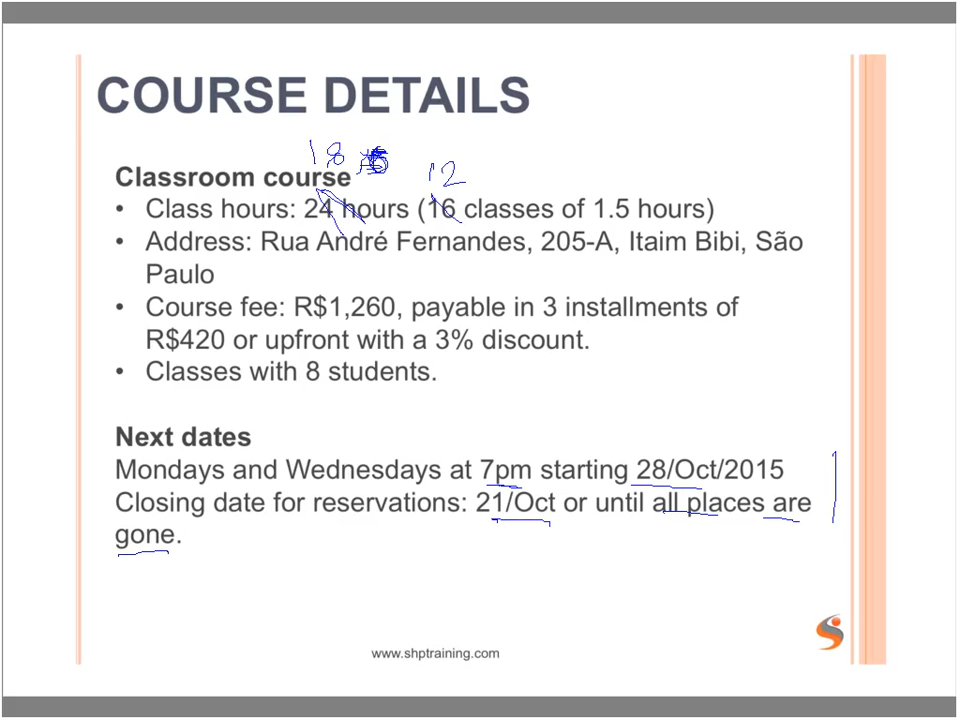 COURSE DETAILS
18 12
Classroom course
• Class hours: 24 hours (16 classes of 1.5 hours)
• Address: Rua André Fernandes, 205-A, Itaim Bibi, São
Paulo
• Course fee: R$1,260, payable in 3 installments of
R$420 or upfront with a 3% discount.
• Classes with 8 students.
Next dates
Mondays and Wednesdays at 7pm starting 28/Oct/2015
Closing date for reservations: 21/Oct or until all places are
gone.
www.shptraining.com